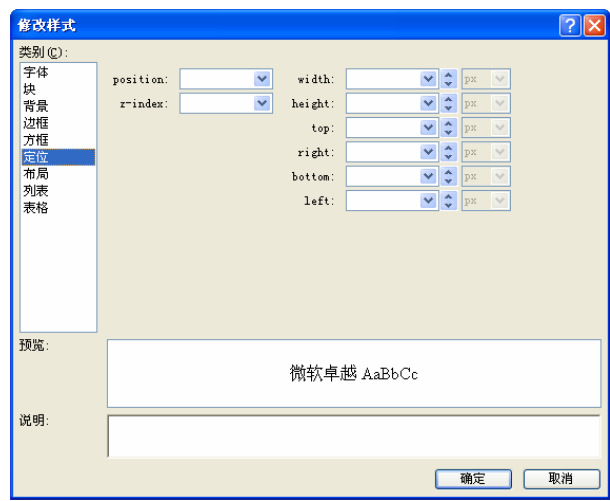 修改样式
类别(C):
字体
块
背景
边框
方框
定位
布局
列表
表格
position:
z-index:
width: px
height: px
top: px
right: px
bottom: px
left: px
预览:
微软卓越 AaBbCc
说明:
确定 取消